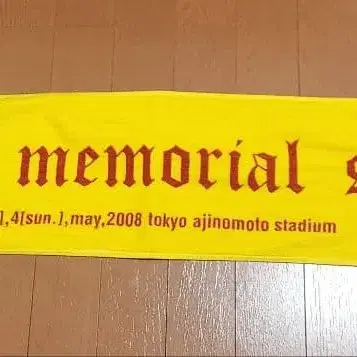 memorial s
],4[sun.],may,2008 tokyo ajinomoto stadium